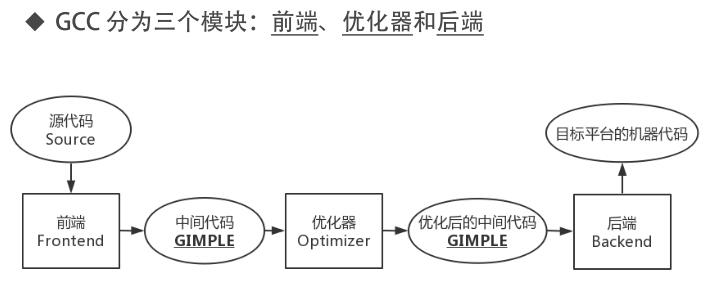 ◆ GCC 分为三个模块：前端、优化器和后端
源代码
Source
目标平台的机器代码
前端
Frontend
中间代码
GIMPLE
优化器
Optimizer
优化后的中间代码
GIMPLE
后端
Backend